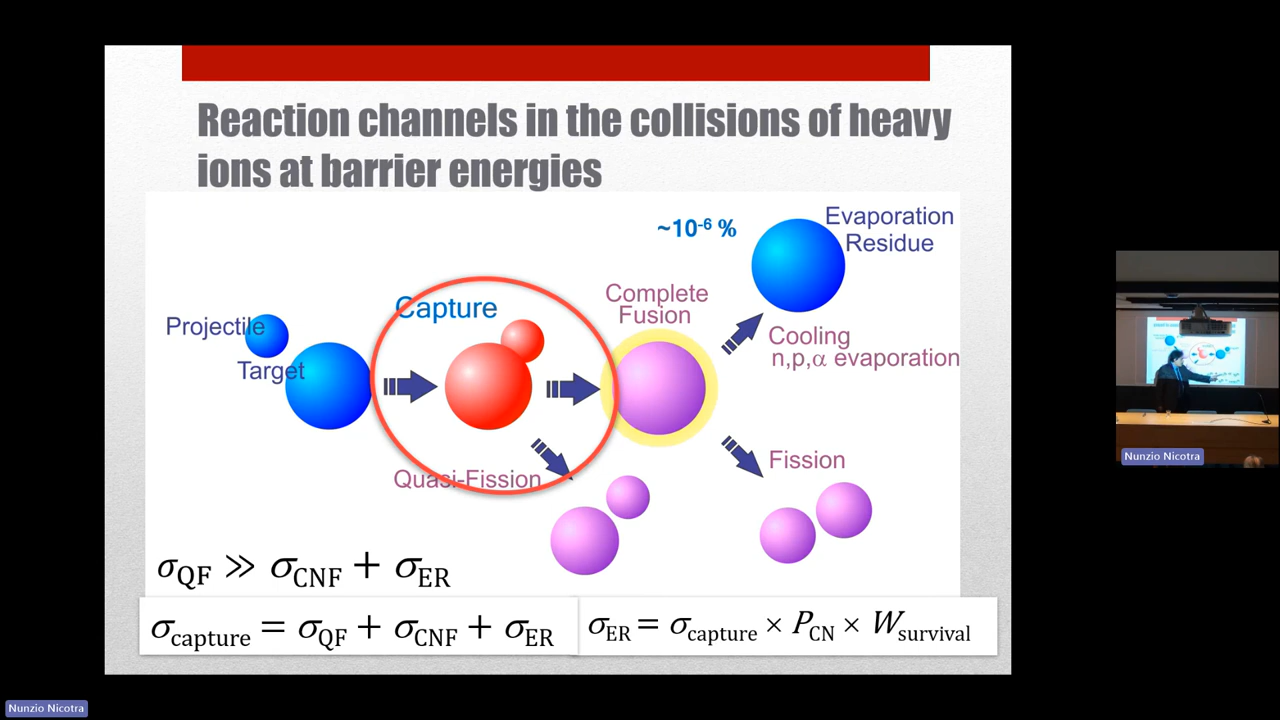 Reaction channels in the collisions of heavy
ions at barrier energies
~10⁻⁶ %
Evaporation
Residue
Capture
Complete
Fusion
Projectile
Target
Cooling
n,p,α evaporation
Quasi-Fission
Fission
σ_QF ≫ σ_CNF + σ_ER
σ_capture = σ_QF + σ_CNF + σ_ER
σ_ER = σ_capture × P_CN × W_survival
Nunzio Nicotra
Nunzio Nicotra